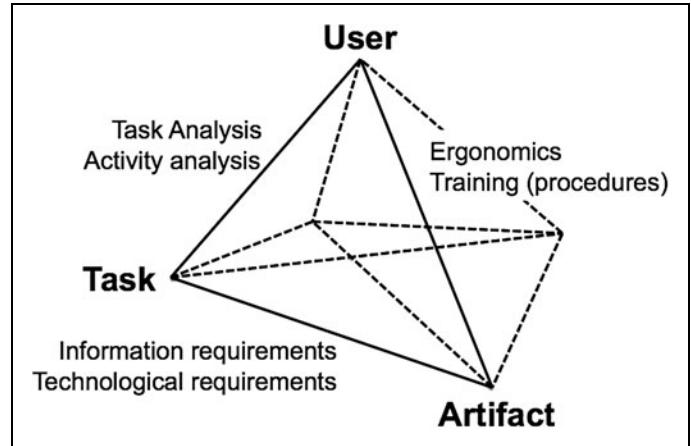 User
Task Analysis
Activity analysis
Ergonomics
Training (procedures)
Task
Information requirements
Technological requirements
Artifact